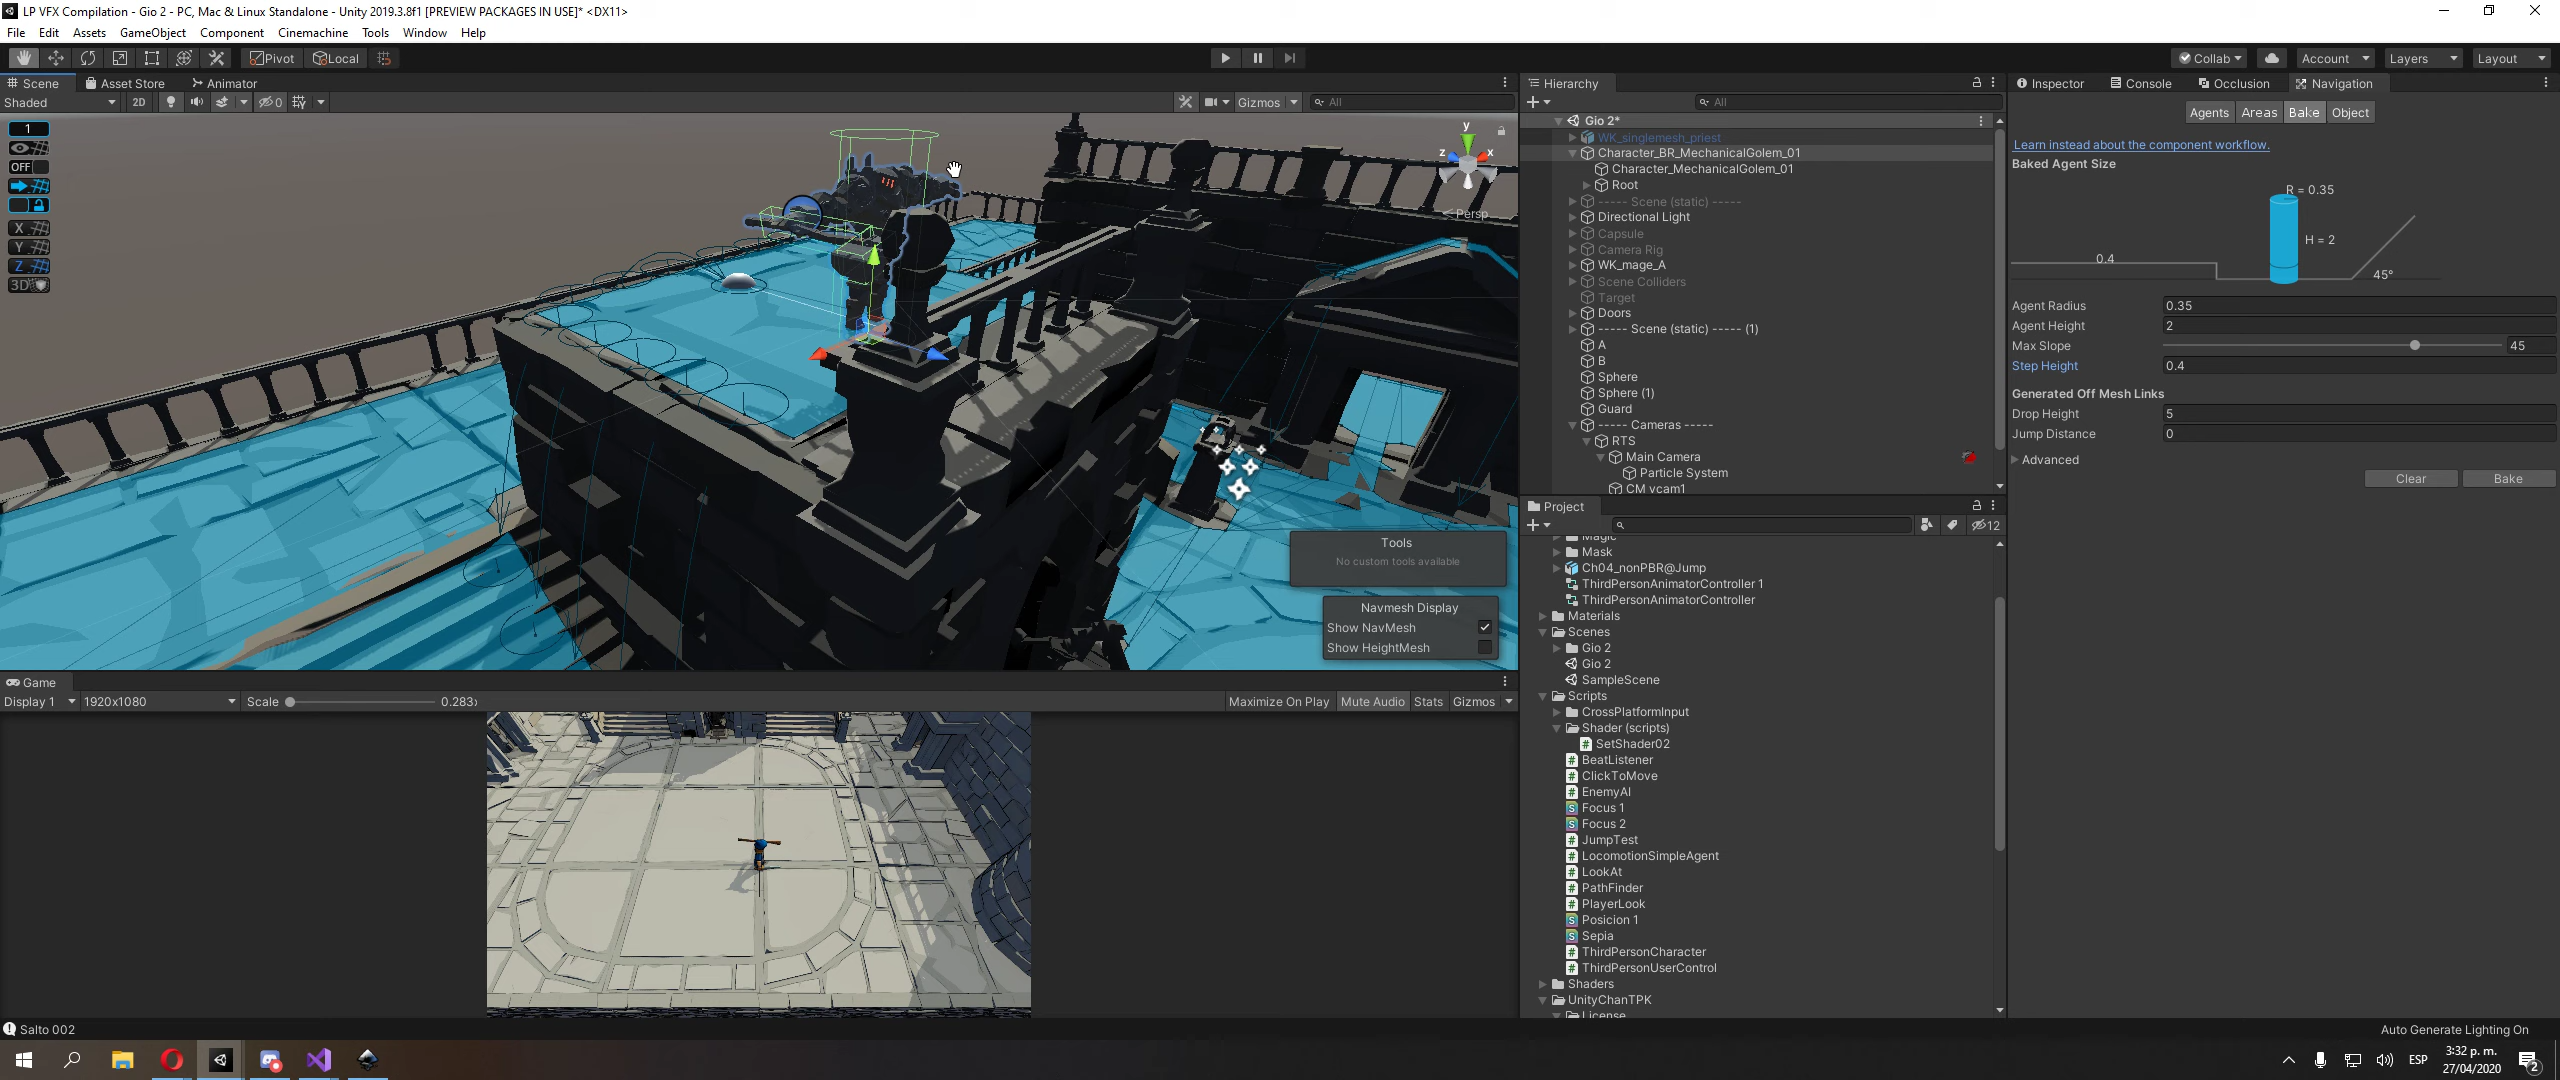 LP VFX Compilation - Gio 2 - PC, Mac & Linux Standalone - Unity 2019.3.8f1 [PREVIEW PACKAGES IN USE]* <DX11>
File Edit Assets GameObject Component Cinemachine Tools Window Help
Pivot Local
Collab Account Layers Layout
Scene Asset Store Animator
Shaded 2D 0 Gizmos All
1
OFF
X
Y
Z
3D
y
z x
Persp
Tools
No custom tools available
Navmesh Display
Show NavMesh
Show HeightMesh
Game
Display 1 1920x1080 Scale 0.283x
Maximize On Play Mute Audio Stats Gizmos
Hierarchy
All
Gio 2*
WK_singlemesh_priest
Character_BR_MechanicalGolem_01
Character_MechanicalGolem_01
Root
----- Scene (static) -----
Directional Light
Capsule
Camera Rig
WK_mage_A
Scene Colliders
Target
Doors
----- Scene (static) ----- (1)
A
B
Sphere
Sphere (1)
Guard
----- Cameras -----
RTS
Main Camera
Particle System
CM vcam1
Project
12
Magic
Mask
Ch04_nonPBR@Jump
ThirdPersonAnimatorController 1
ThirdPersonAnimatorController
Materials
Scenes
Gio 2
Gio 2
SampleScene
Scripts
CrossPlatformInput
Shader (scripts)
SetShader02
BeatListener
ClickToMove
EnemyAI
Focus 1
Focus 2
JumpTest
LocomotionSimpleAgent
LookAt
PathFinder
PlayerLook
Posicion 1
Sepia
ThirdPersonCharacter
ThirdPersonUserControl
Shaders
UnityChanTPK
License
Inspector Console Occlusion Navigation
Agents Areas Bake Object
Learn instead about the component workflow.
Baked Agent Size
R = 0.35
H = 2
0.4
45°
Agent Radius 0.35
Agent Height 2
Max Slope 45
Step Height 0.4
Generated Off Mesh Links
Drop Height 5
Jump Distance 0
Advanced
Clear Bake
Salto 002
Auto Generate Lighting On
ESP
3:32 p. m.
27/04/2020
2